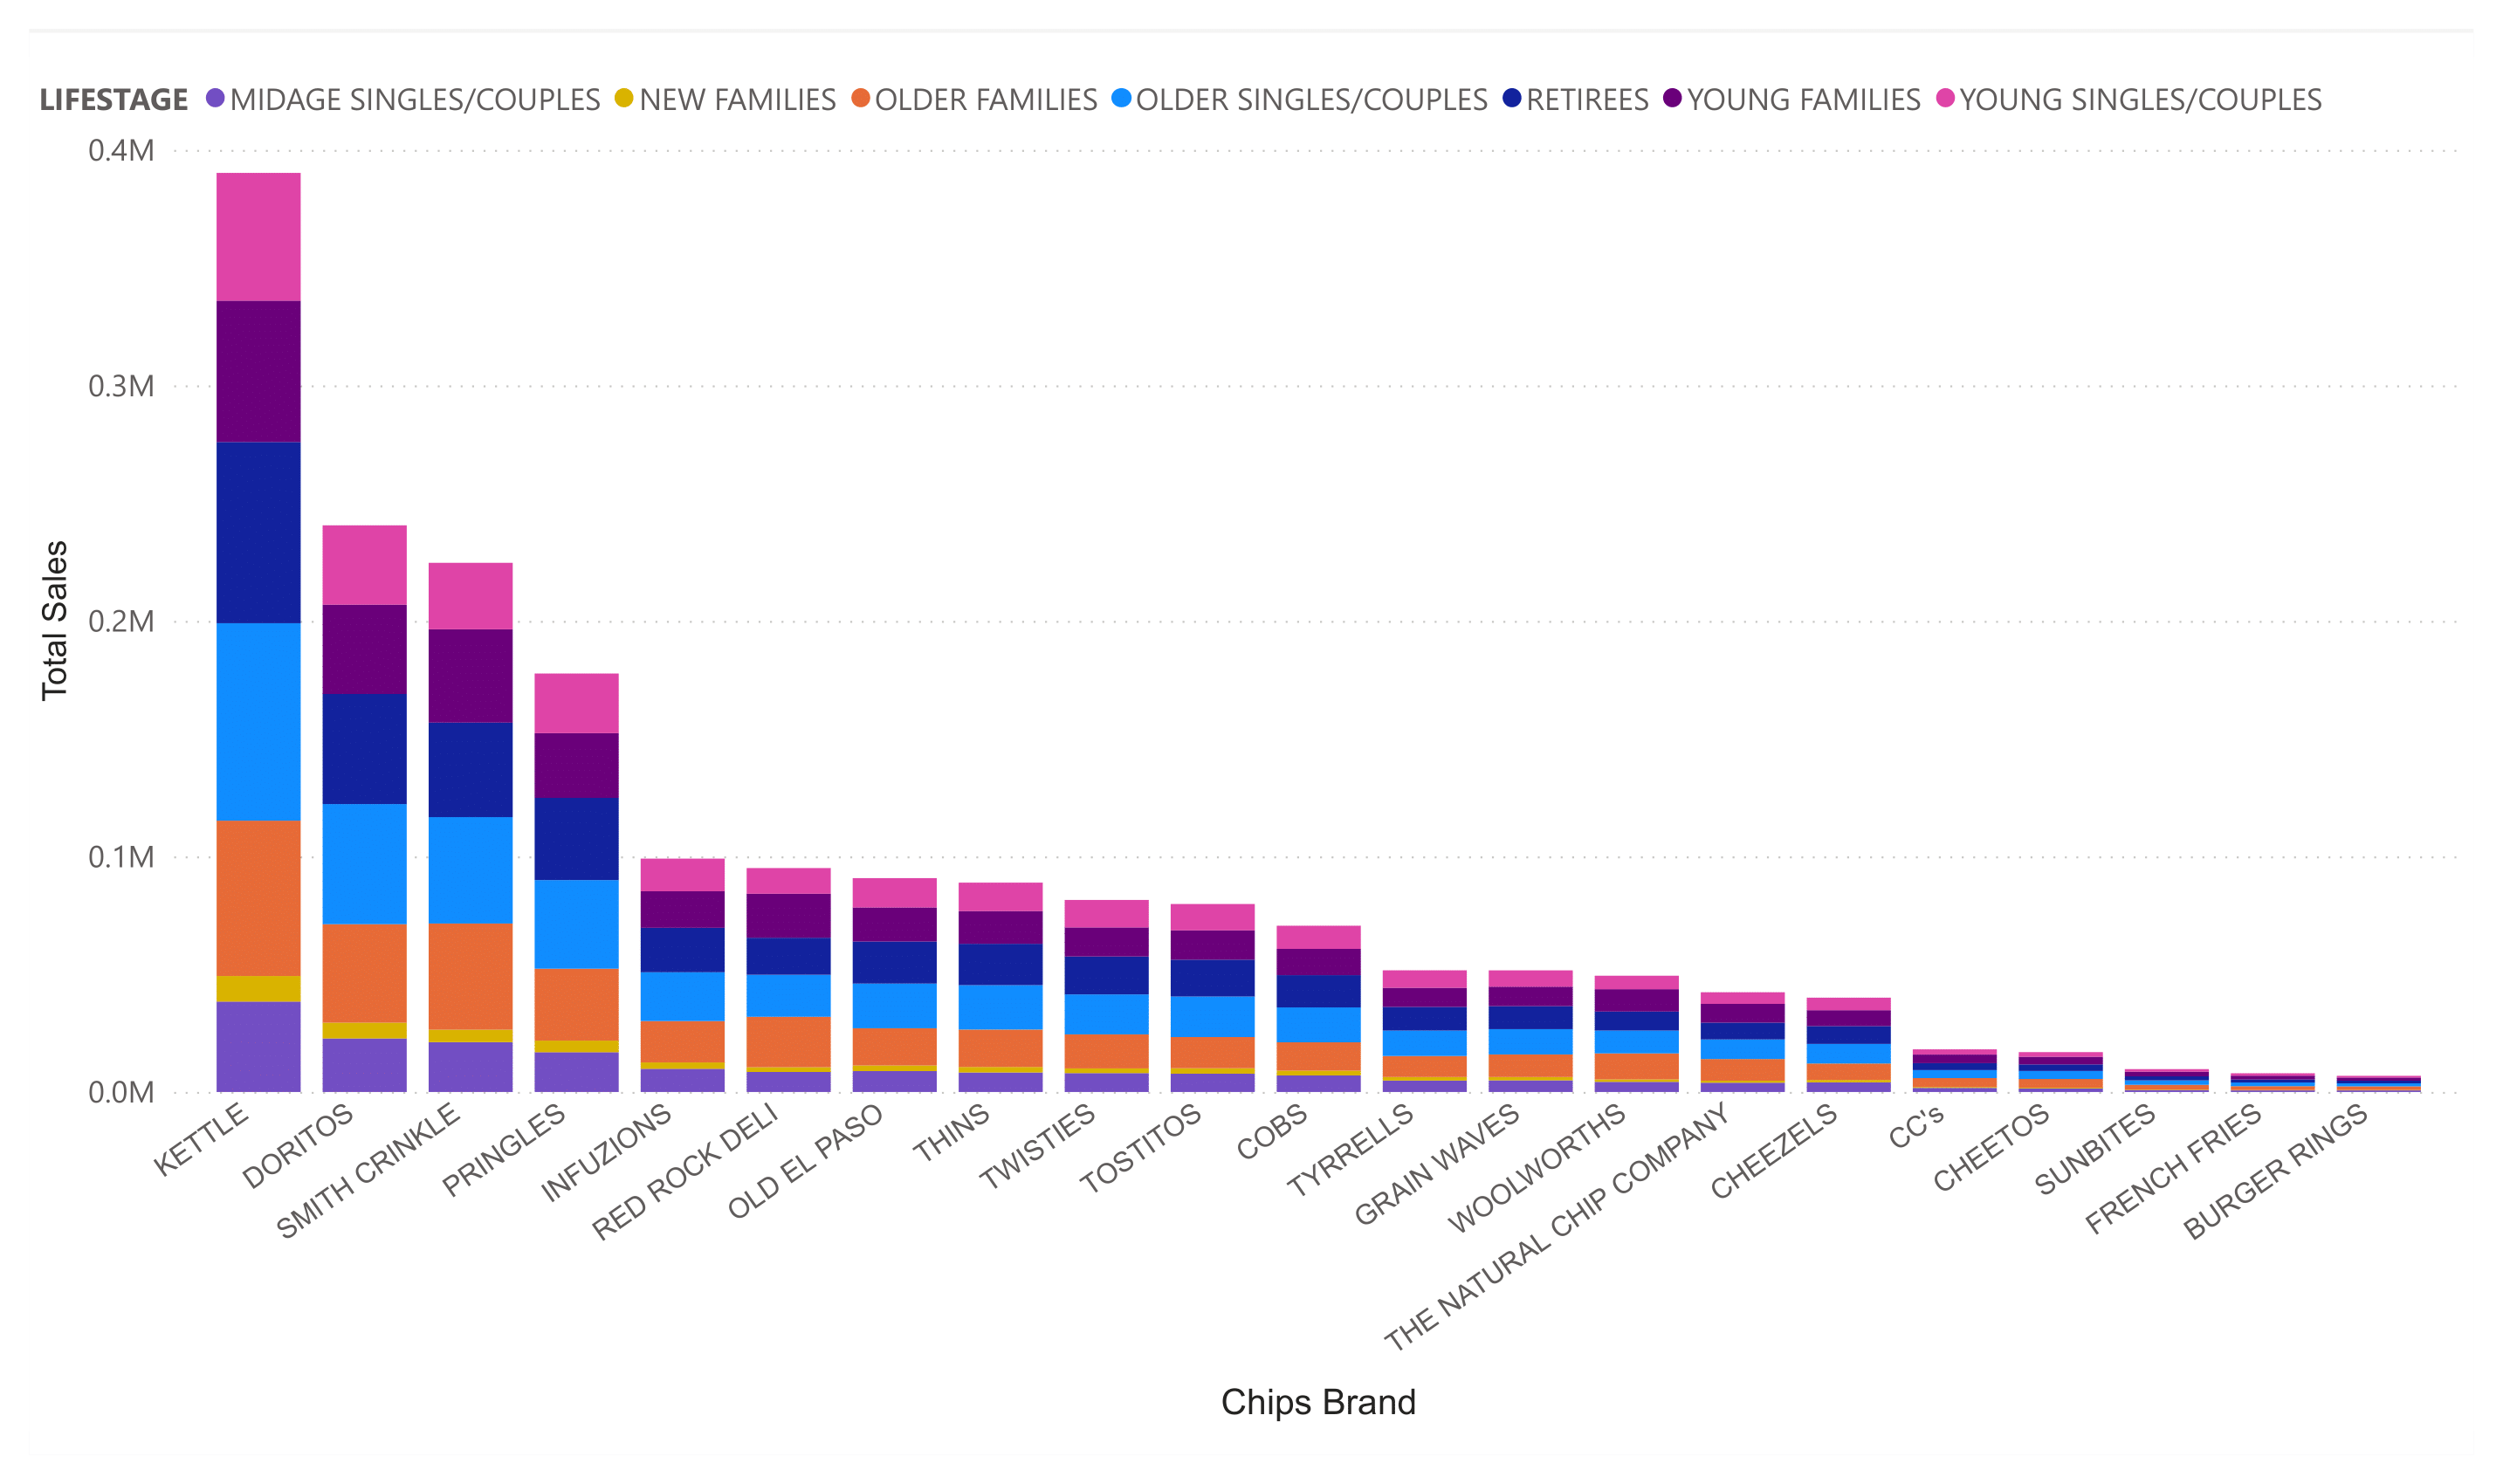 LIFESTAGE MIDAGE SINGLES/COUPLES NEW FAMILIES OLDER FAMILIES OLDER SINGLES/COUPLES RETIREES YOUNG FAMILIES YOUNG SINGLES/COUPLES
0.4M
0.3M
0.2M
0.1M
0.0M
Total Sales
KETTLE
DORITOS
SMITH CRINKLE
PRINGLES
INFUZIONS
RED ROCK DELI
OLD EL PASO
THINS
TWISTIES
TOSTITOS
COBS
TYRRELLS
GRAIN WAVES
WOOLWORTHS
THE NATURAL CHIP COMPANY
CHEEZELS
CC's
CHEETOS
SUNBITES
FRENCH FRIES
BURGER RINGS
Chips Brand